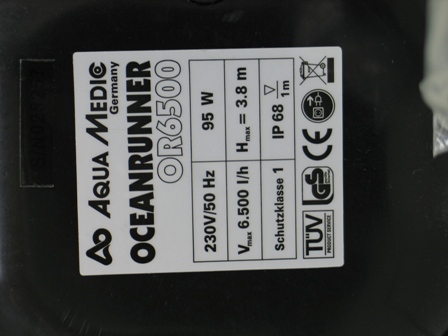 AQUA MEDIC
Germany
OCEANRUNNER
OR6500
230V/50 Hz
95 W
Vmax 6.500 l/h
Hmax = 3.8 m
Schutzklasse 1
IP 68
1m
TÜV
PRODUCT SERVICE
GS
CE